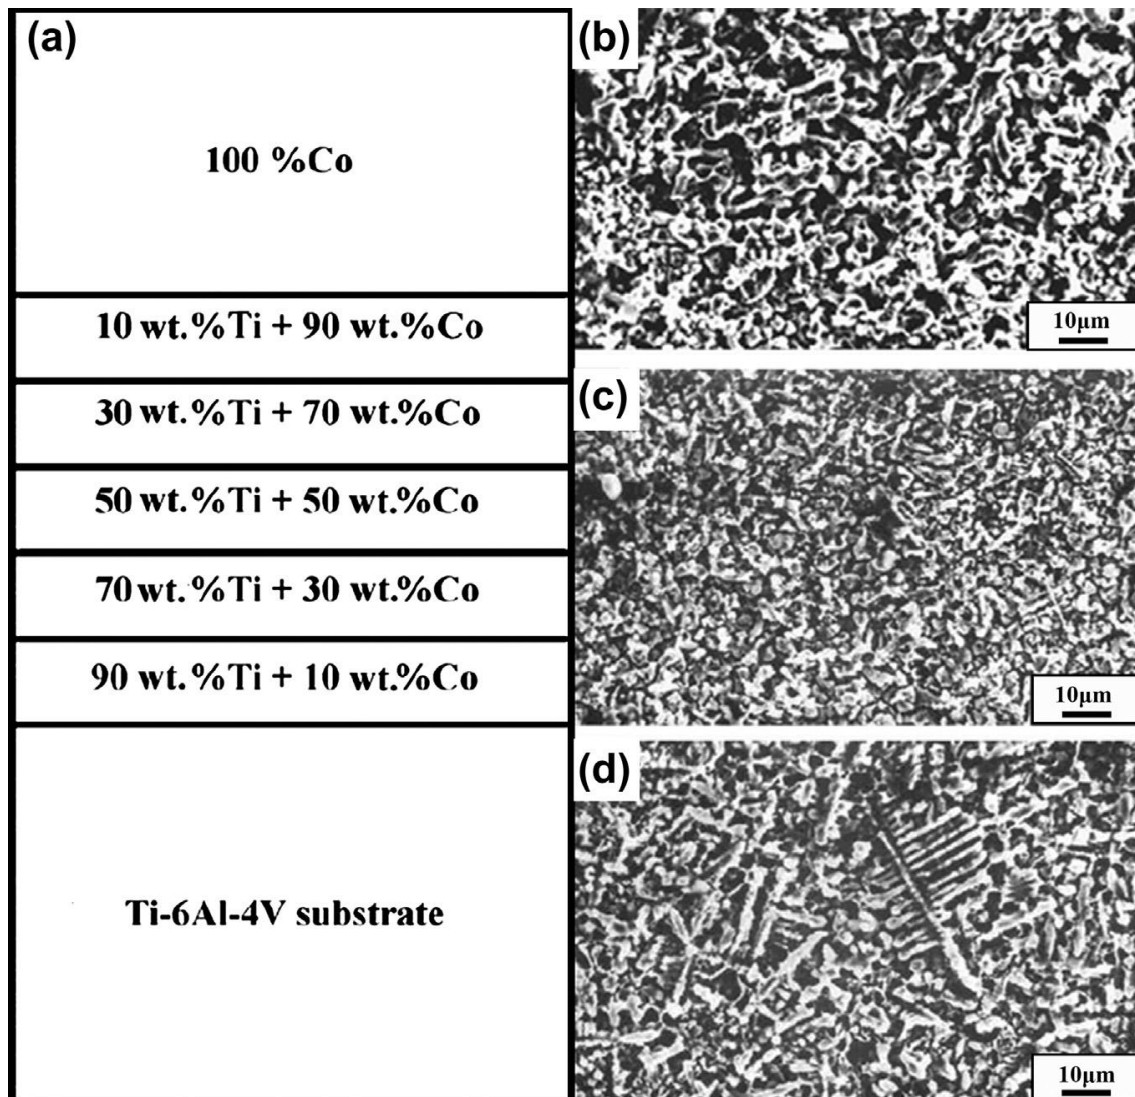 (a)
100 %Co
10 wt.%Ti + 90 wt.%Co
30 wt.%Ti + 70 wt.%Co
50 wt.%Ti + 50 wt.%Co
70 wt.%Ti + 30 wt.%Co
90 wt.%Ti + 10 wt.%Co
Ti-6Al-4V substrate
(b)
10µm
(c)
10µm
(d)
10µm